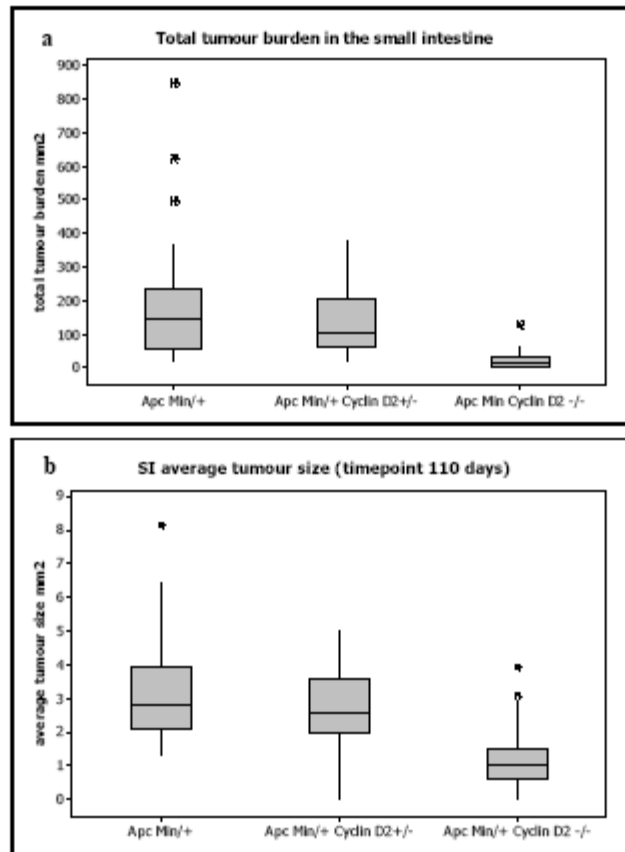 a
Total tumour burden in the small intestine
total tumour burden mm2
900
800
700
600
500
400
300
200
100
0
Apc Min/+
Apc Min/+ Cyclin D2+/-
Apc Min Cyclin D2 -/-
b
SI average tumour size (timepoint 110 days)
average tumour size mm2
9
8
7
6
5
4
3
2
1
0
Apc Min/+
Apc Min/+ Cyclin D2+/-
Apc Min/+ Cyclin D2 -/-